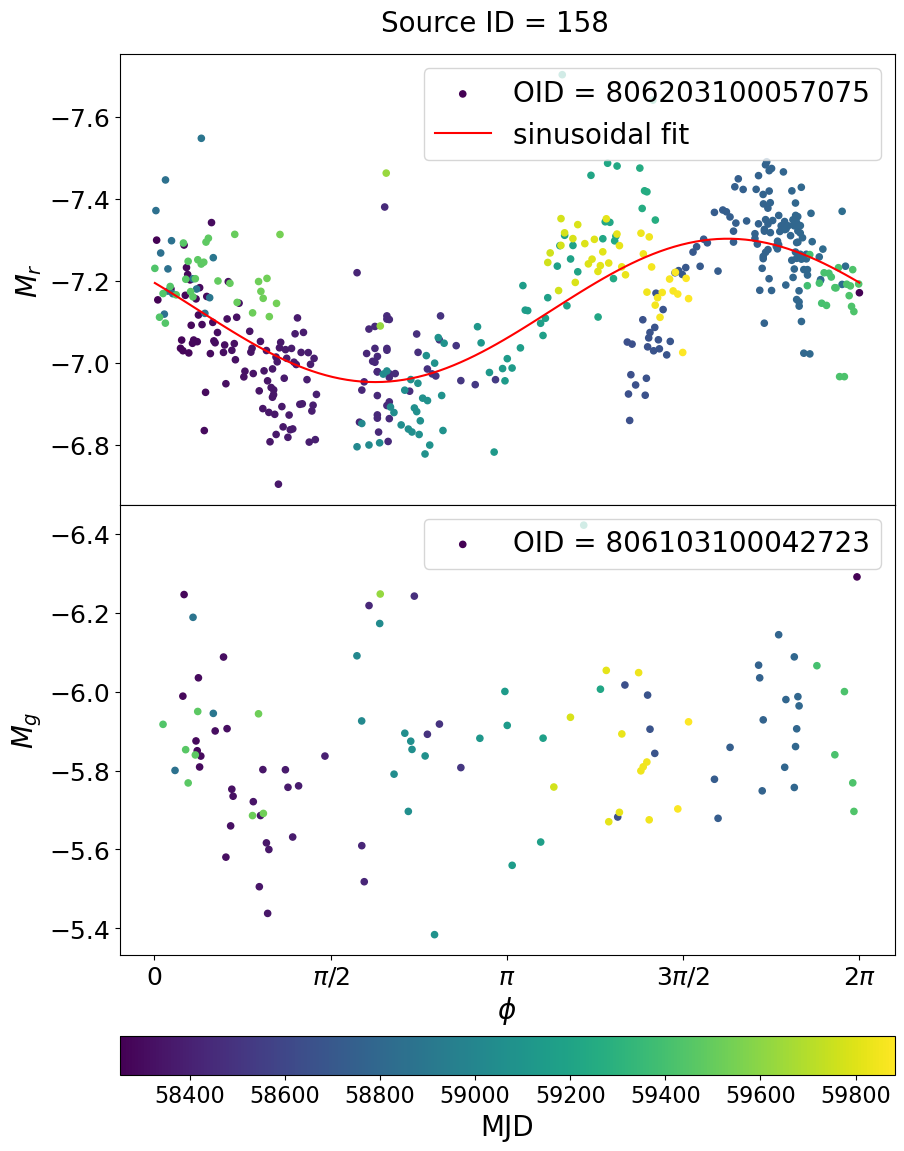 Source ID = 158
OID = 806203100057075
sinusoidal fit
−7.6
−7.4
−7.2
−7.0
−6.8
M_r
OID = 806103100042723
−6.4
−6.2
−6.0
−5.8
−5.6
−5.4
M_g
0 π/2 π 3π/2 2π
ϕ
58400 58600 58800 59000 59200 59400 59600 59800
MJD